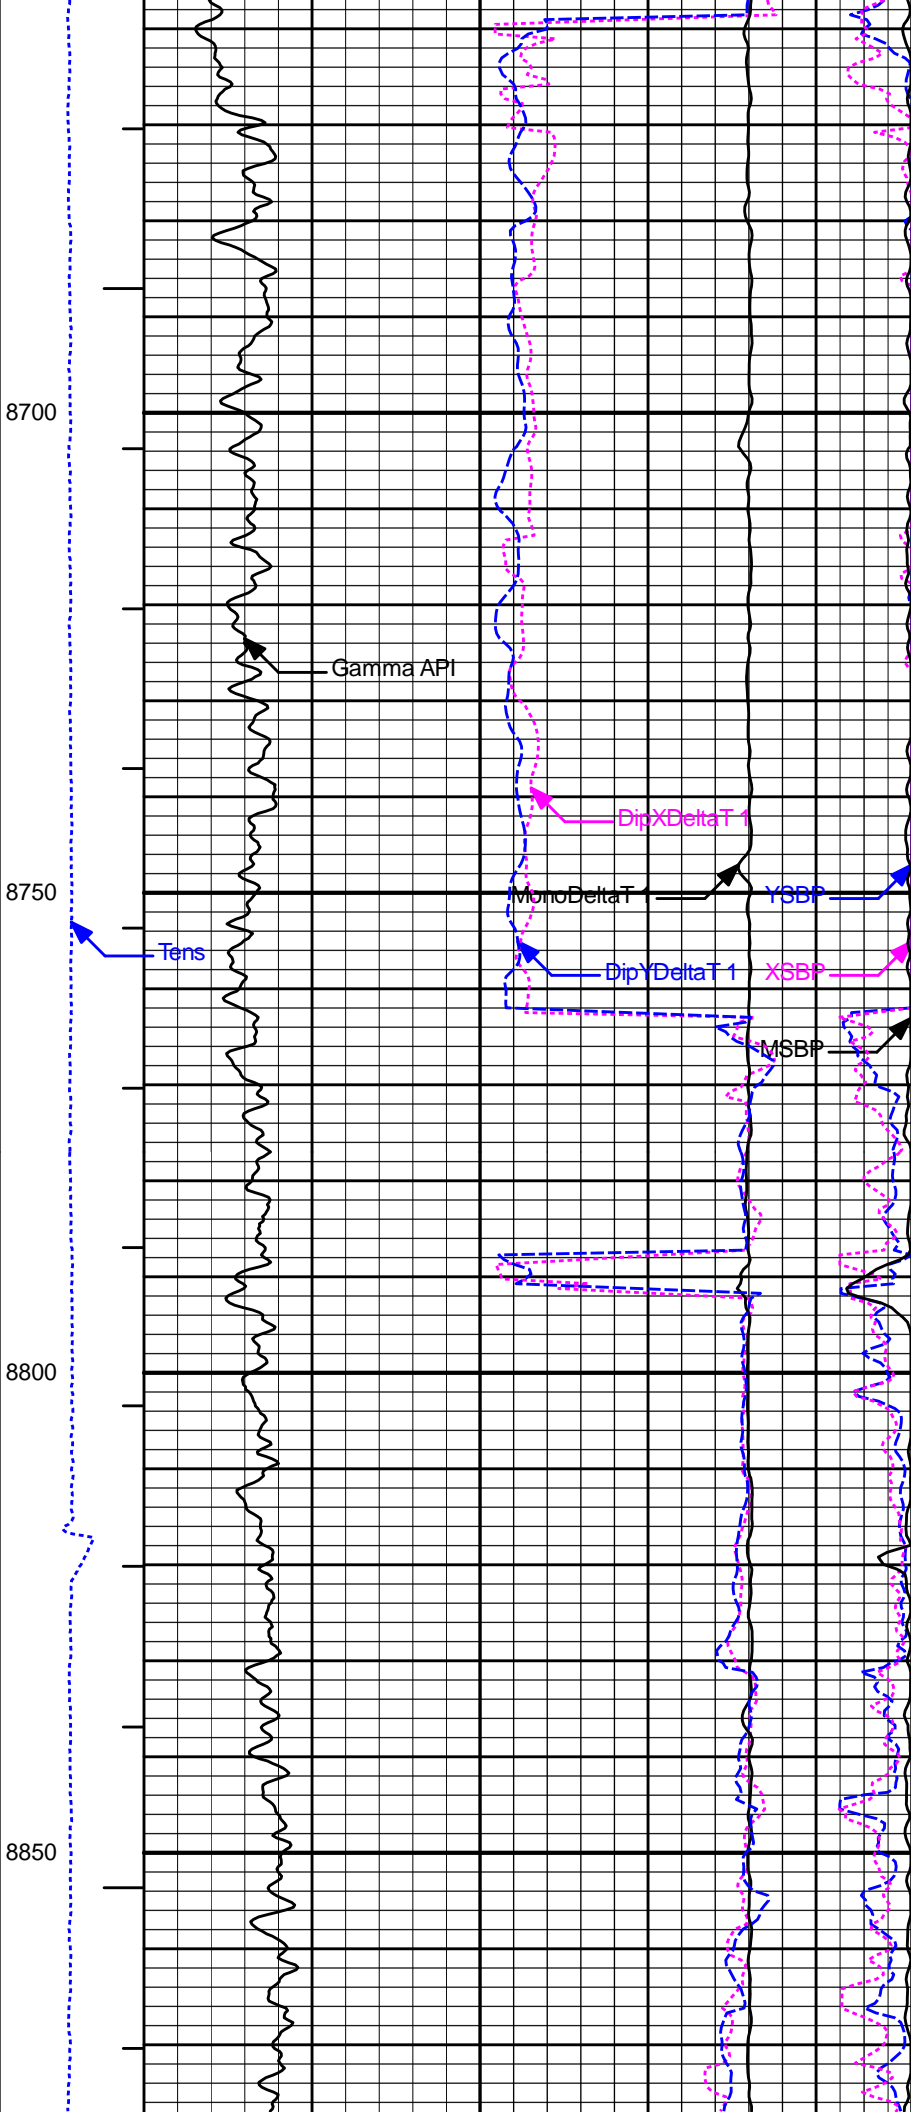 8700
Gamma API
DipXDeltaT 1
8750
MonoDeltaT 1
YSBP
Tens
DipYDeltaT 1
XSBP
MSBP
8800
8850